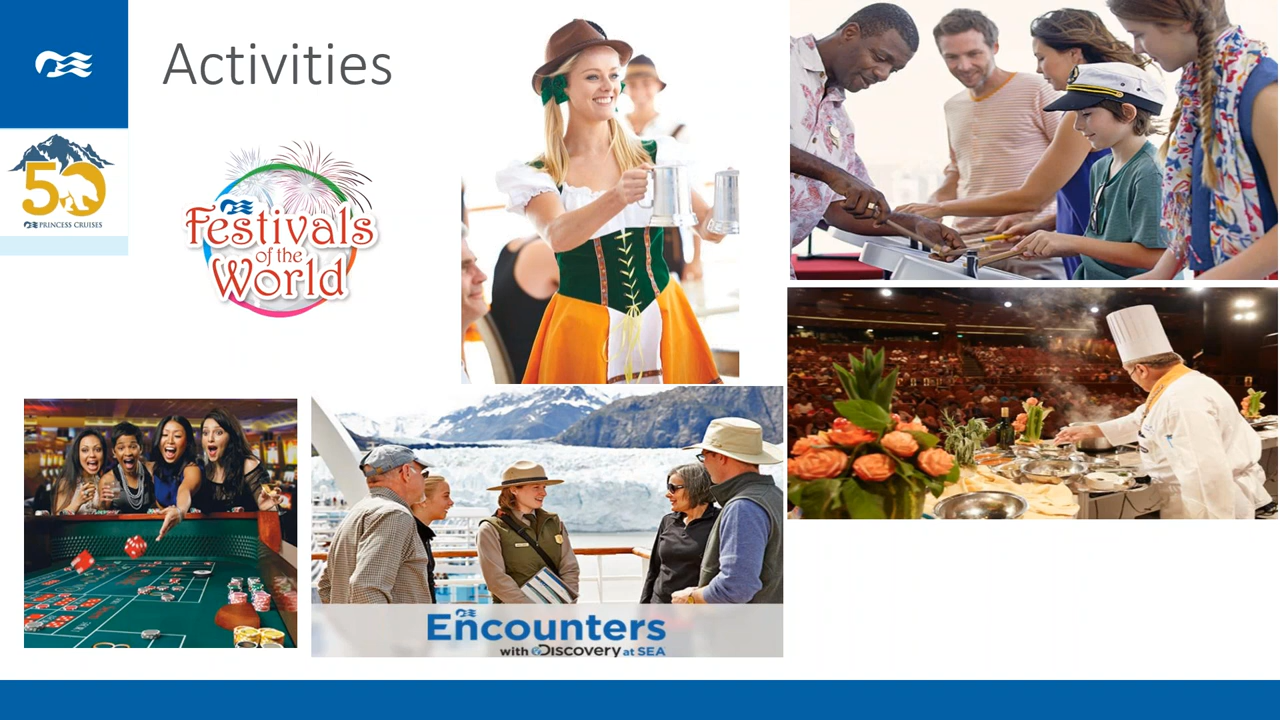 Activities
50
PRINCESS CRUISES
Festivals
of the
World
Encounters
with Discovery at SEA